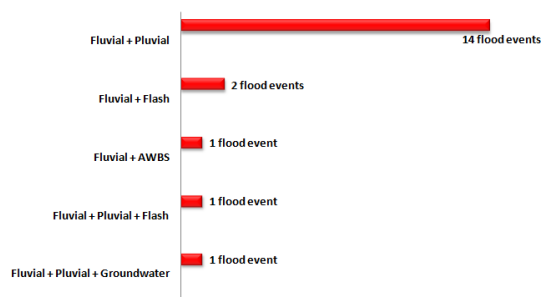 Fluvial + Pluvial
14 flood events
Fluvial + Flash
2 flood events
Fluvial + AWBS
1 flood event
Fluvial + Pluvial + Flash
1 flood event
Fluvial + Pluvial + Groundwater
1 flood event